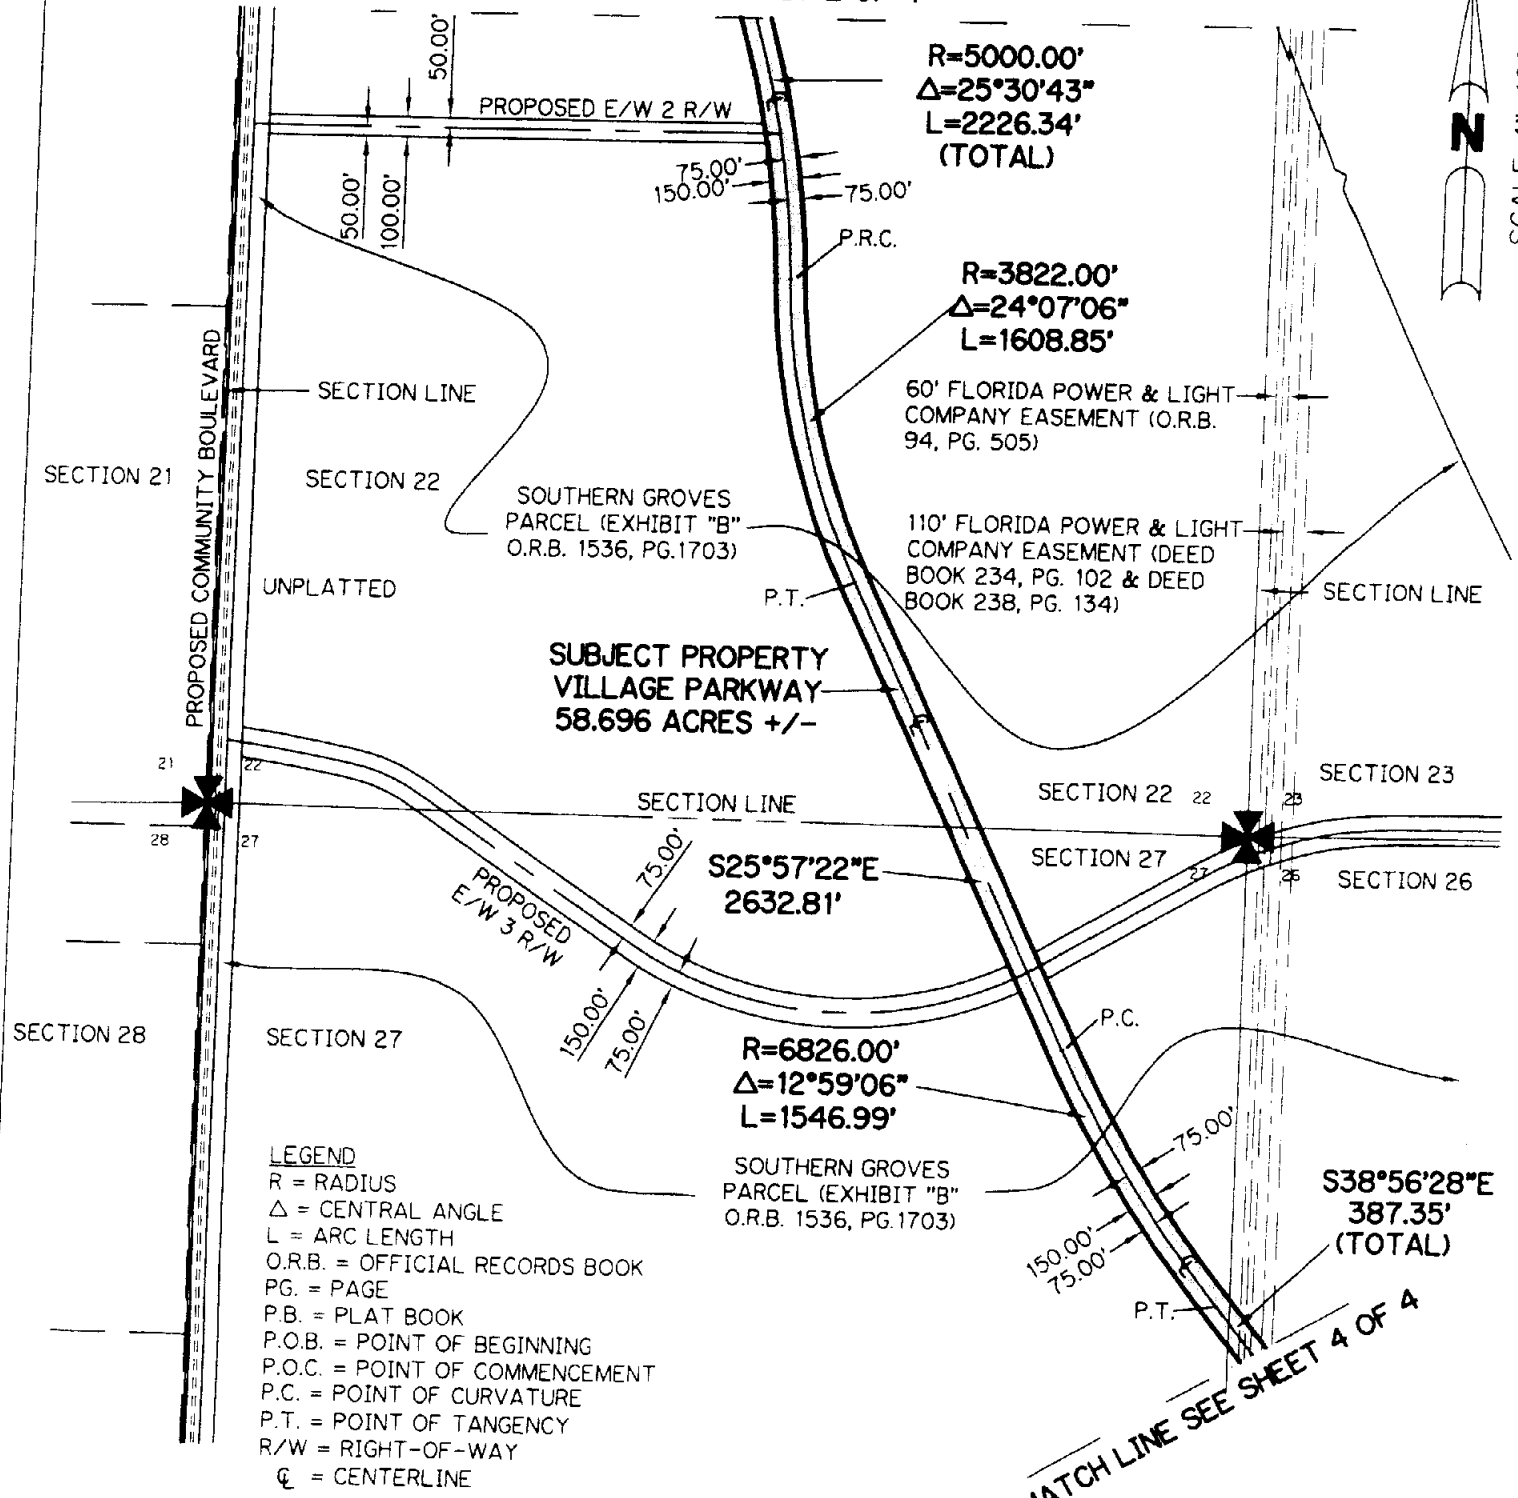 50.00'
PROPOSED E/W 2 R/W
50.00'
100.00'
R=5000.00'
Δ=25°30'43"
L=2226.34'
(TOTAL)
75.00'
150.00'
75.00'
P.R.C.
N
R=3822.00'
Δ=24°07'06"
L=1608.85'
PROPOSED COMMUNITY BOULEVARD
SECTION LINE
60' FLORIDA POWER & LIGHT
COMPANY EASEMENT (O.R.B.
94, PG. 505)
SECTION 21
SECTION 22
SOUTHERN GROVES
PARCEL (EXHIBIT "B"
O.R.B. 1536, PG.1703)
110' FLORIDA POWER & LIGHT
COMPANY EASEMENT (DEED
BOOK 234, PG. 102 & DEED
BOOK 238, PG. 134)
UNPLATTED
P.T.
SECTION LINE
SUBJECT PROPERTY
VILLAGE PARKWAY
58.696 ACRES +/-
21
22
28
27
SECTION LINE
SECTION 22
22
23
SECTION 23
SECTION 27
27
26
SECTION 26
75.00'
S25°57'22"E
2632.81'
PROPOSED
E/W 3 R/W
150.00'
75.00'
SECTION 28
SECTION 27
P.C.
R=6826.00'
Δ=12°59'06"
L=1546.99'
75.00'
SOUTHERN GROVES
PARCEL (EXHIBIT "B"
O.R.B. 1536, PG.1703)
150.00'
75.00'
S38°56'28"E
387.35'
(TOTAL)
P.T.
LEGEND
R = RADIUS
Δ = CENTRAL ANGLE
L = ARC LENGTH
O.R.B. = OFFICIAL RECORDS BOOK
PG. = PAGE
P.B. = PLAT BOOK
P.O.B. = POINT OF BEGINNING
P.O.C. = POINT OF COMMENCEMENT
P.C. = POINT OF CURVATURE
P.T. = POINT OF TANGENCY
R/W = RIGHT-OF-WAY
℄ = CENTERLINE
LINE SEE SHEET 4 OF 4